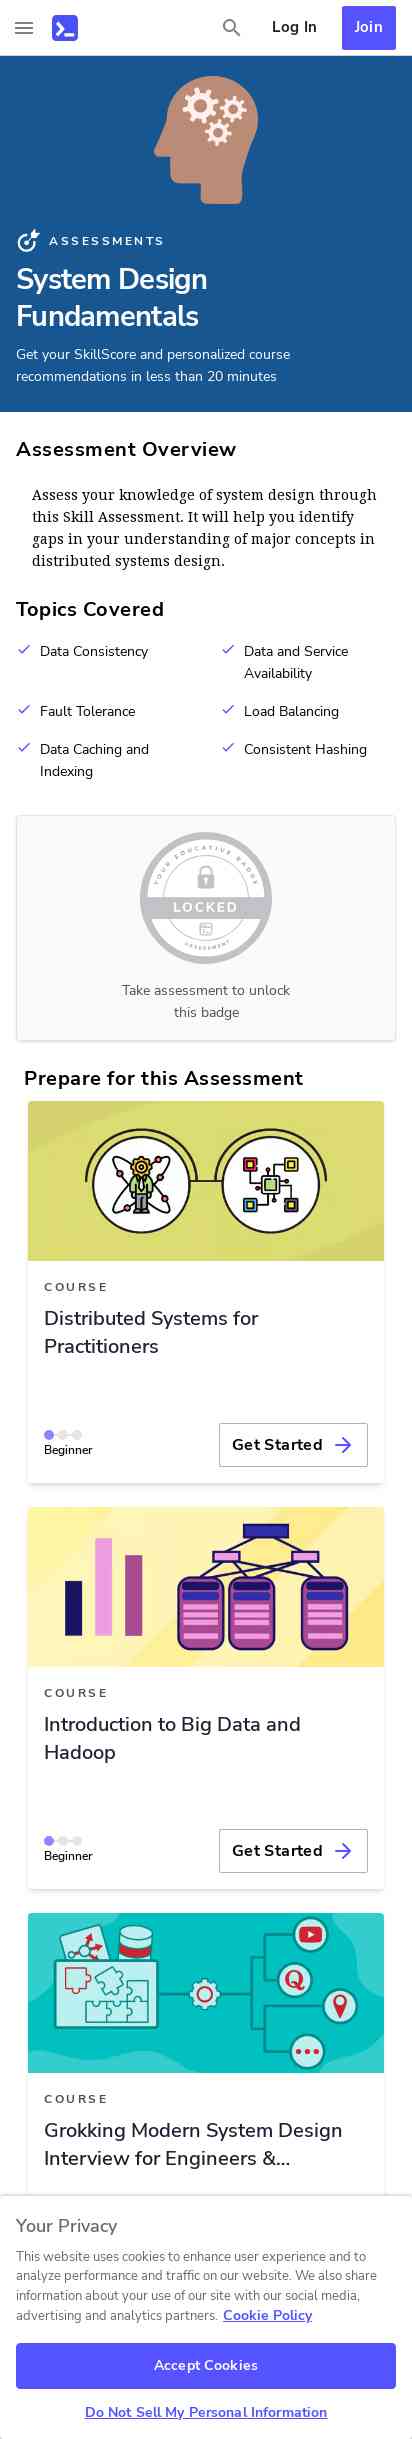 Log In
Join
ASSESSMENTS
System Design
Fundamentals
Get your SkillScore and personalized course
recommendations in less than 20 minutes
Assessment Overview
Assess your knowledge of system design through
this Skill Assessment. It will help you identify
gaps in your understanding of major concepts in
distributed systems design.
Topics Covered
Data Consistency
Data and Service
Availability
Fault Tolerance
Load Balancing
Data Caching and
Indexing
Consistent Hashing
YOUR EDUCATIVE BADGE
LOCKED
ASSESSMENT
Take assessment to unlock
this badge
Prepare for this Assessment
COURSE
Distributed Systems for
Practitioners
Beginner
Get Started
COURSE
Introduction to Big Data and
Hadoop
Beginner
Get Started
Q
COURSE
Grokking Modern System Design
Interview for Engineers &...
Your Privacy
This website uses cookies to enhance user experience and to
analyze performance and traffic on our website. We also share
information about your use of our site with our social media,
advertising and analytics partners. Cookie Policy
Accept Cookies
Do Not Sell My Personal Information